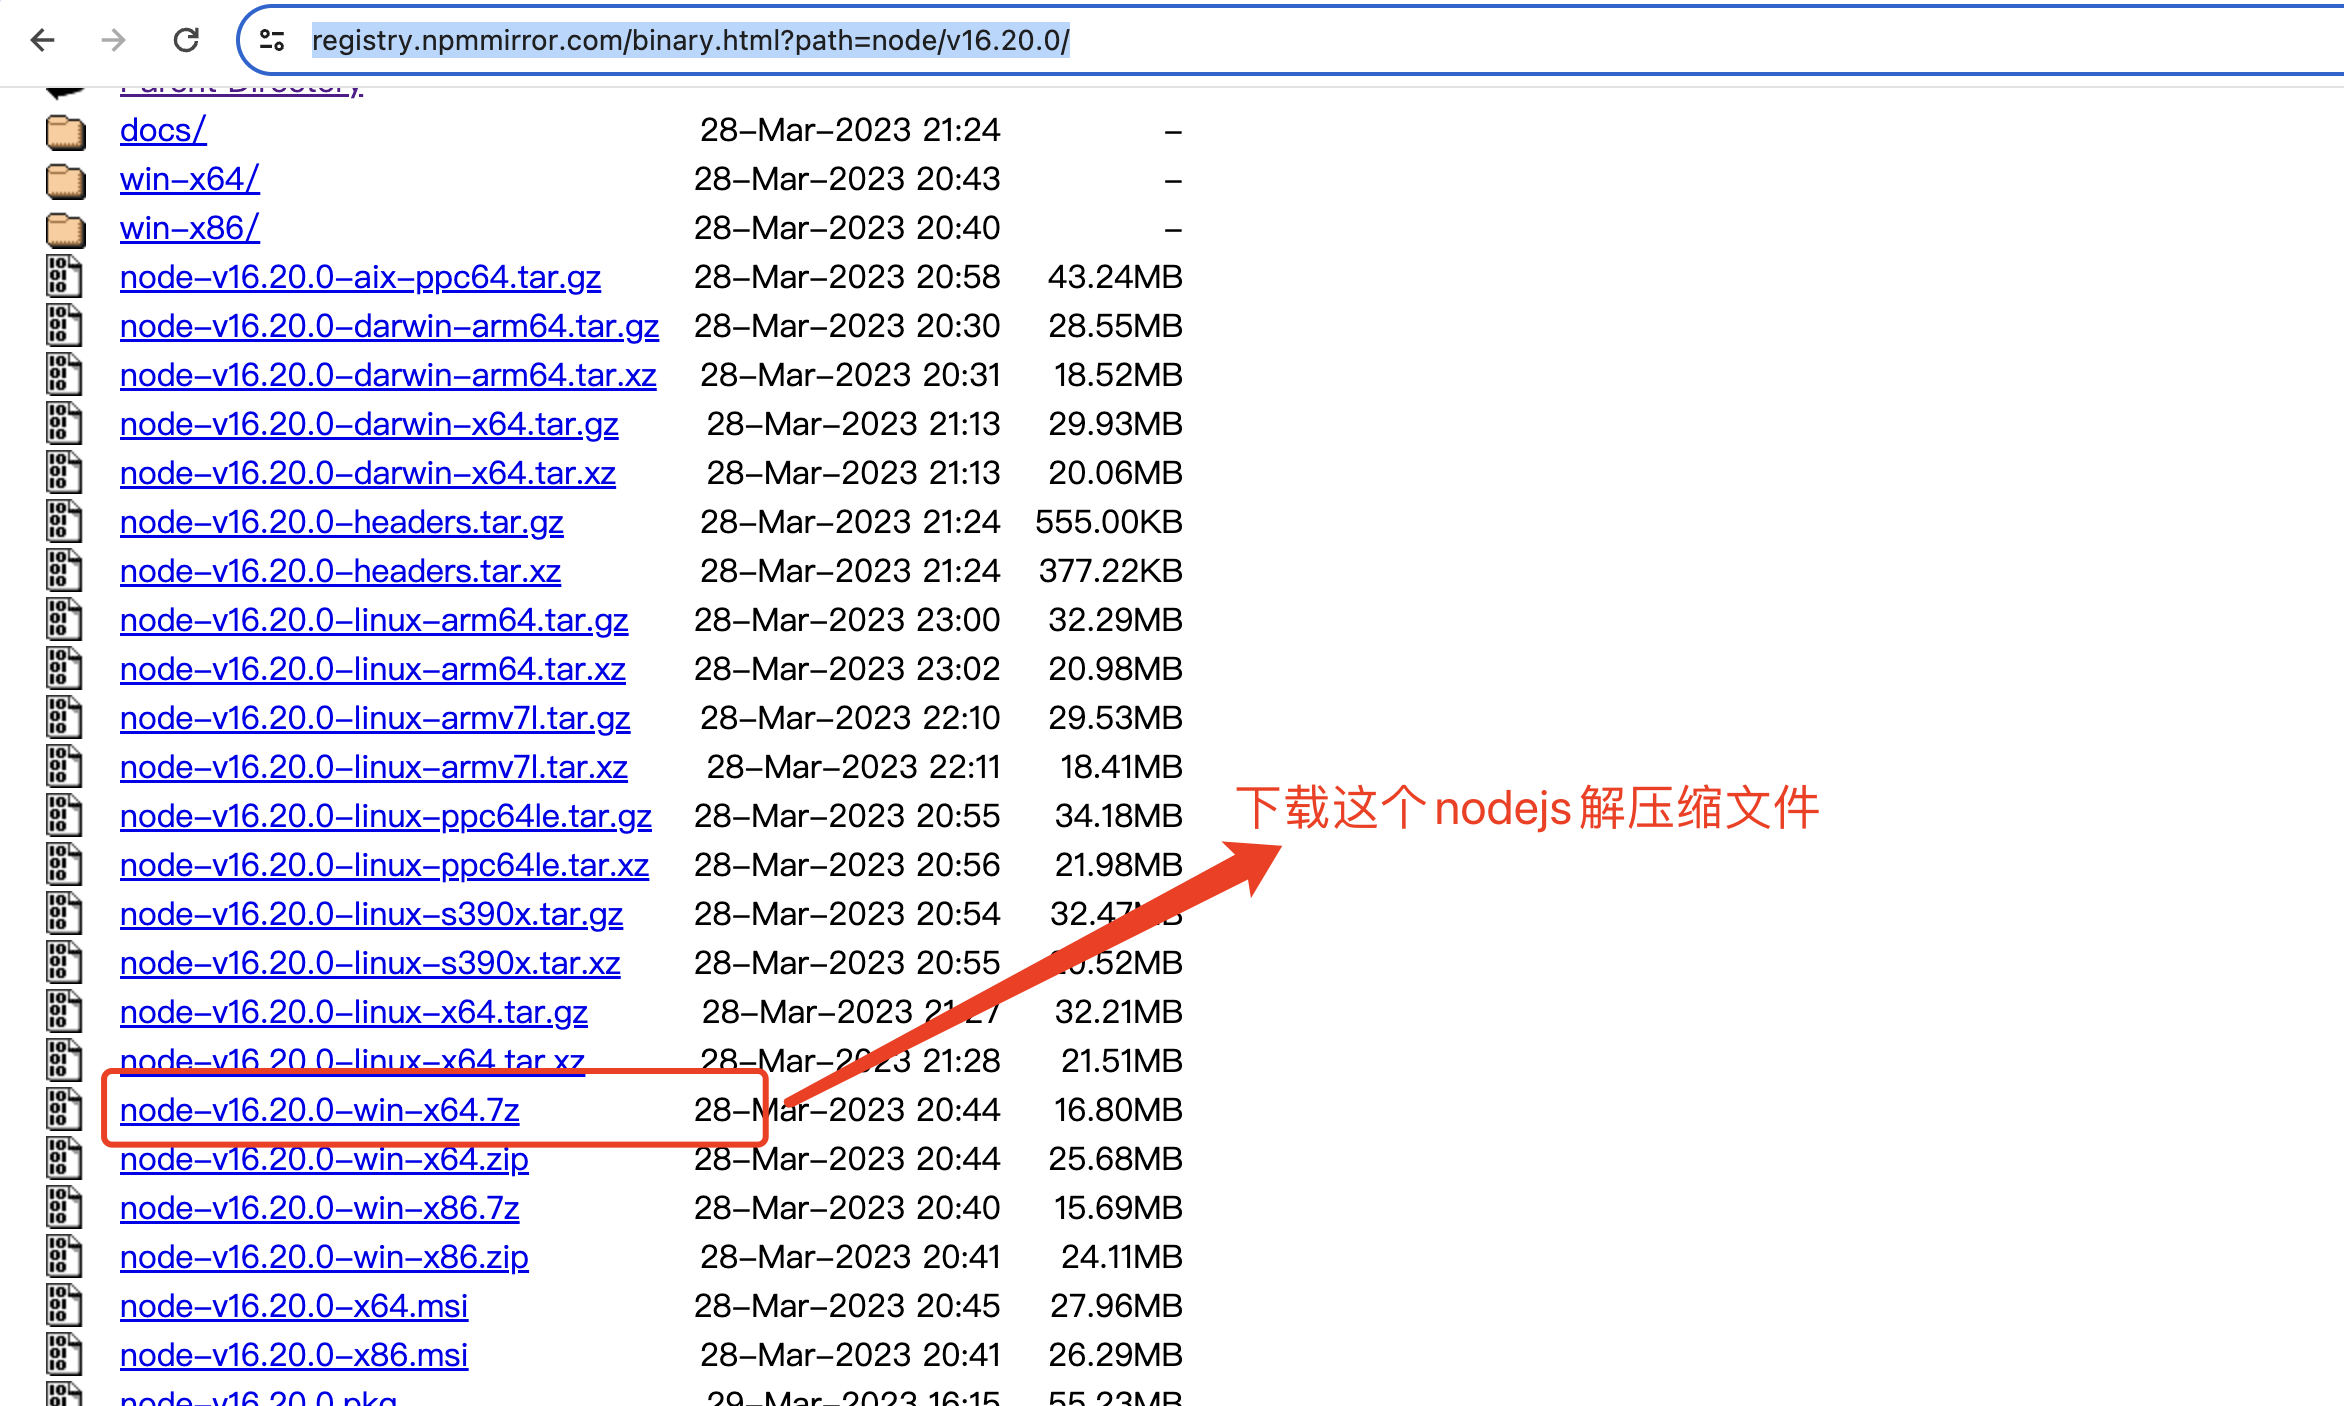 registry.npmmirror.com/binary.html?path=node/v16.20.0/
Parent Directory
docs/ 28-Mar-2023 21:24 -
win-x64/ 28-Mar-2023 20:43 -
win-x86/ 28-Mar-2023 20:40 -
node-v16.20.0-aix-ppc64.tar.gz 28-Mar-2023 20:58 43.24MB
node-v16.20.0-darwin-arm64.tar.gz 28-Mar-2023 20:30 28.55MB
node-v16.20.0-darwin-arm64.tar.xz 28-Mar-2023 20:31 18.52MB
node-v16.20.0-darwin-x64.tar.gz 28-Mar-2023 21:13 29.93MB
node-v16.20.0-darwin-x64.tar.xz 28-Mar-2023 21:13 20.06MB
node-v16.20.0-headers.tar.gz 28-Mar-2023 21:24 555.00KB
node-v16.20.0-headers.tar.xz 28-Mar-2023 21:24 377.22KB
node-v16.20.0-linux-arm64.tar.gz 28-Mar-2023 23:00 32.29MB
node-v16.20.0-linux-arm64.tar.xz 28-Mar-2023 23:02 20.98MB
node-v16.20.0-linux-armv7l.tar.gz 28-Mar-2023 22:10 29.53MB
node-v16.20.0-linux-armv7l.tar.xz 28-Mar-2023 22:11 18.41MB
下载这个nodejs解压缩文件
node-v16.20.0-linux-ppc64le.tar.gz 28-Mar-2023 20:55 34.18MB
node-v16.20.0-linux-ppc64le.tar.xz 28-Mar-2023 20:56 21.98MB
node-v16.20.0-linux-s390x.tar.gz 28-Mar-2023 20:54 32.47MB
node-v16.20.0-linux-s390x.tar.xz 28-Mar-2023 20:55 20.52MB
node-v16.20.0-linux-x64.tar.gz 28-Mar-2023 21:27 32.21MB
node-v16.20.0-linux-x64.tar.xz 28-Mar-2023 21:28 21.51MB
node-v16.20.0-win-x64.7z 28-Mar-2023 20:44 16.80MB
node-v16.20.0-win-x64.zip 28-Mar-2023 20:44 25.68MB
node-v16.20.0-win-x86.7z 28-Mar-2023 20:40 15.69MB
node-v16.20.0-win-x86.zip 28-Mar-2023 20:41 24.11MB
node-v16.20.0-x64.msi 28-Mar-2023 20:45 27.96MB
node-v16.20.0-x86.msi 28-Mar-2023 20:41 26.29MB
node-v16.20.0.pkg 29-Mar-2023 16:15 55.23MB